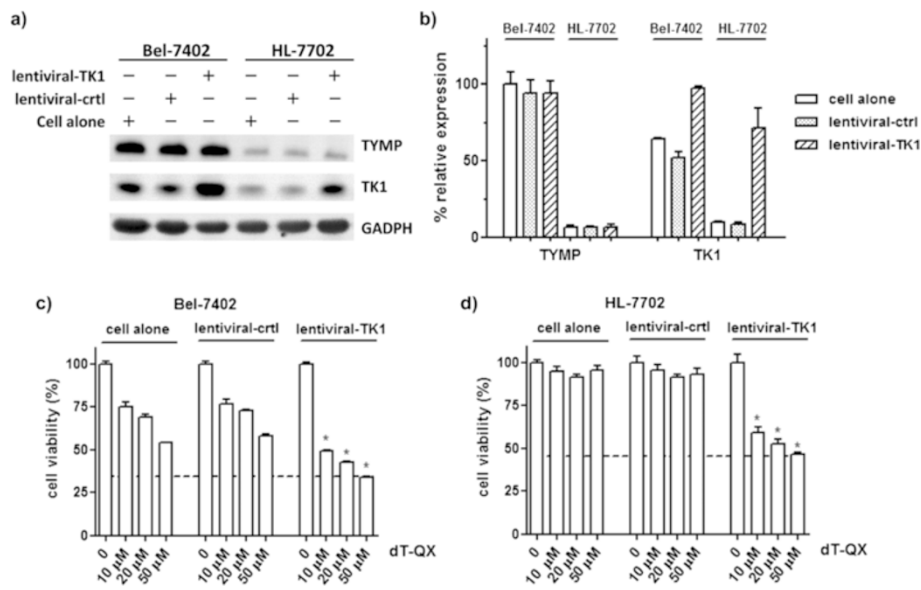 a)
Bel-7402 HL-7702
lentiviral-TK1 — — + — — +
lentiviral-crtl — + — — + —
Cell alone + — — + — —
TYMP
TK1
GADPH
b)
Bel-7402 HL-7702 Bel-7402 HL-7702
% relative expression
100
50
0
TYMP TK1
cell alone
lentiviral-ctrl
lentiviral-TK1
c)
Bel-7402
cell alone lentiviral-crtl lentiviral-TK1
cell viability (%)
100
75
50
25
0
* * *
0 10 μM 20 μM 50 μM 0 10 μM 20 μM 50 μM 0 10 μM 20 μM 50 μM
dT-QX
d)
HL-7702
cell alone lentiviral-crtl lentiviral-TK1
cell viability (%)
100
75
50
25
0
* * *
0 10 μM 20 μM 50 μM 0 10 μM 20 μM 50 μM 0 10 μM 20 μM 50 μM
dT-QX